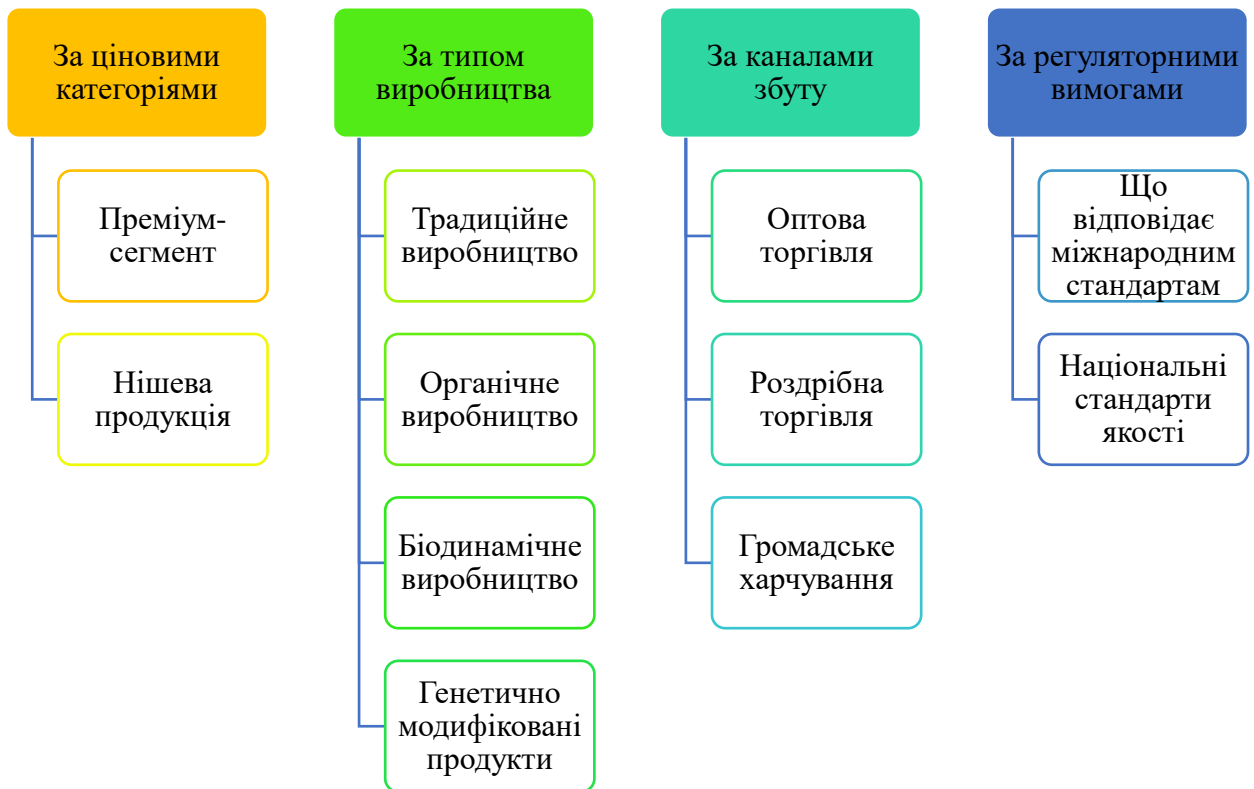 За ціновими
категоріями
Преміум-
сегмент
Нішева
продукція
За типом
виробництва
Традиційне
виробництво
Органічне
виробництво
Біодинамічне
виробництво
Генетично
модифіковані
продукти
За каналами
збуту
Оптова
торгівля
Роздрібна
торгівля
Громадське
харчування
За регуляторними
вимогами
Що
відповідає
міжнародним
стандартам
Національні
стандарти
якості